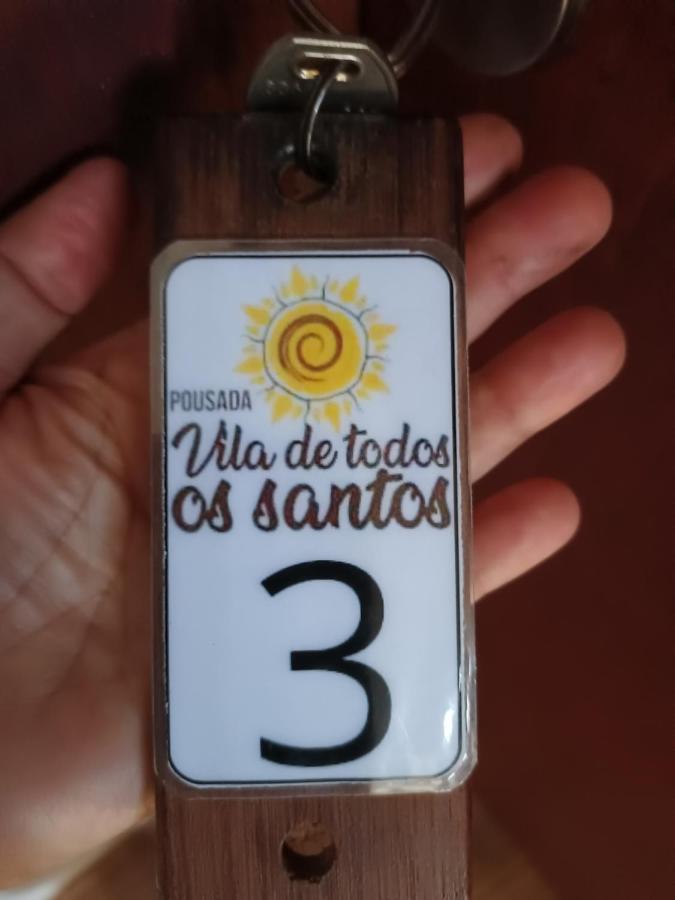 POUSADA
Vila de todos
os santos
3